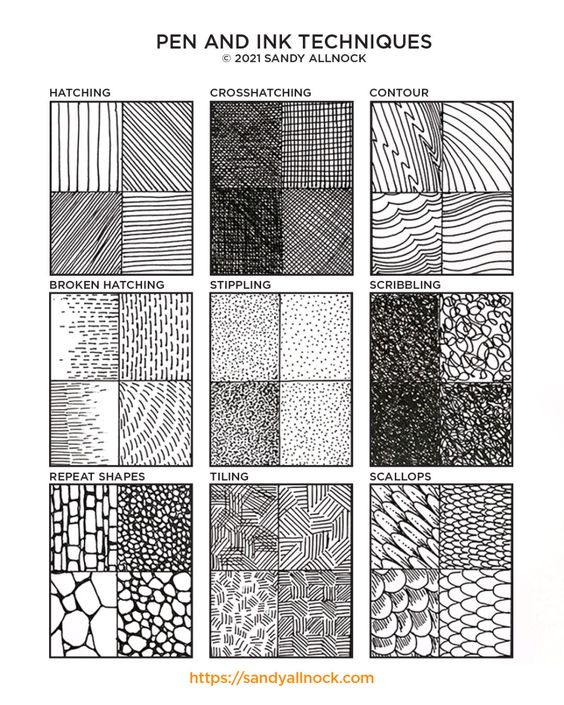 PEN AND INK TECHNIQUES
© 2021 SANDY ALLNOCK
HATCHING
CROSSHATCHING
CONTOUR
BROKEN HATCHING
STIPPLING
SCRIBBLING
REPEAT SHAPES
TILING
SCALLOPS
https://sandyallnock.com